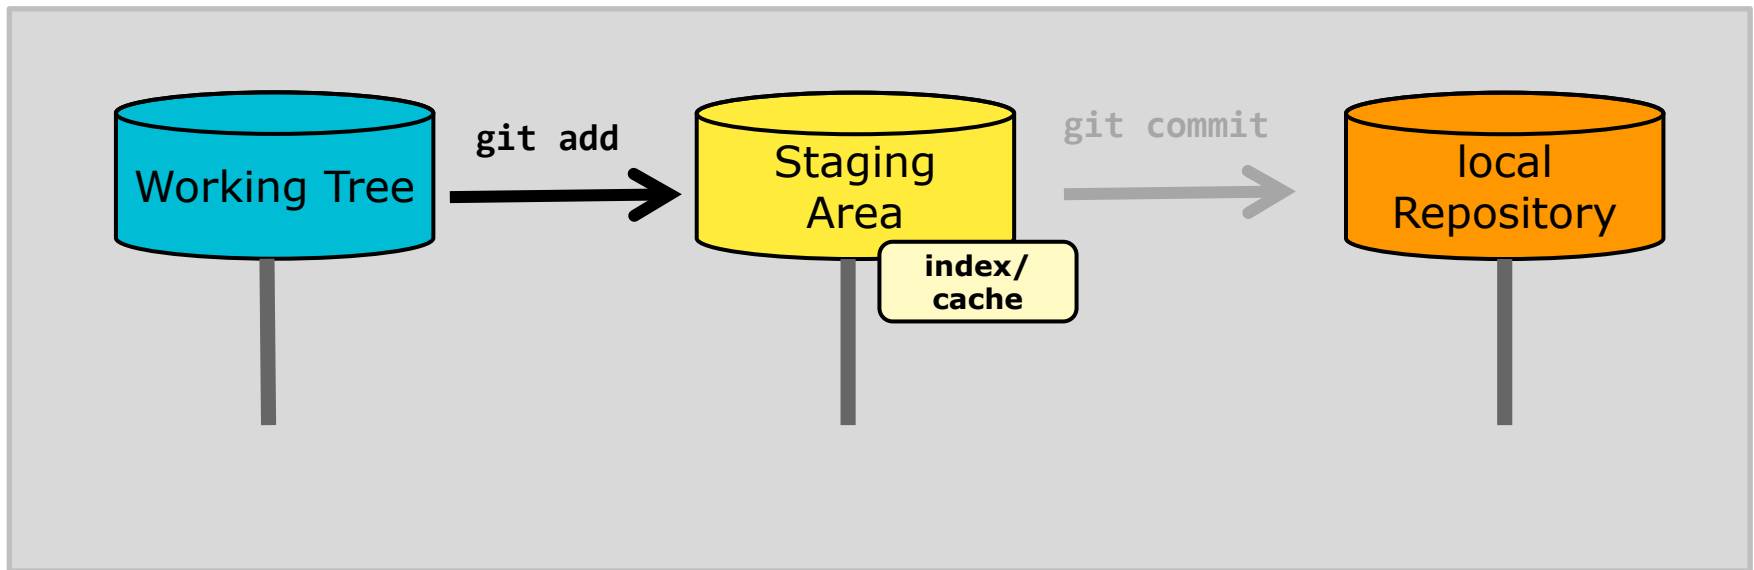 Working Tree
git add
Staging
Area
index/
cache
git commit
local
Repository